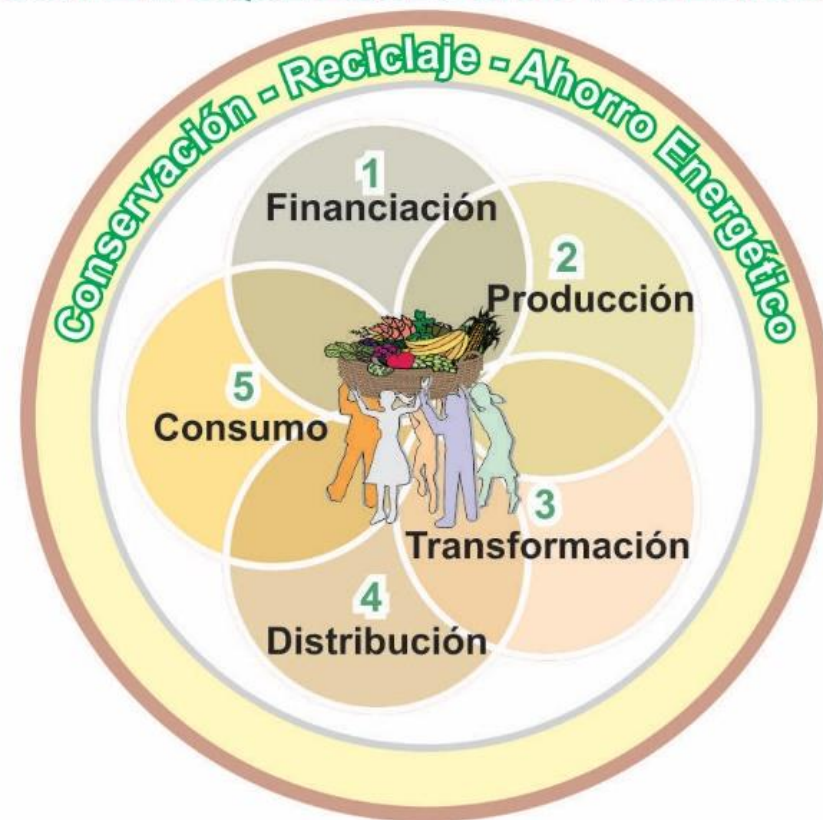 Conservación - Reciclaje - Ahorro Energético
1
Financiación
2
Producción
5
Consumo
3
Transformación
4
Distribución